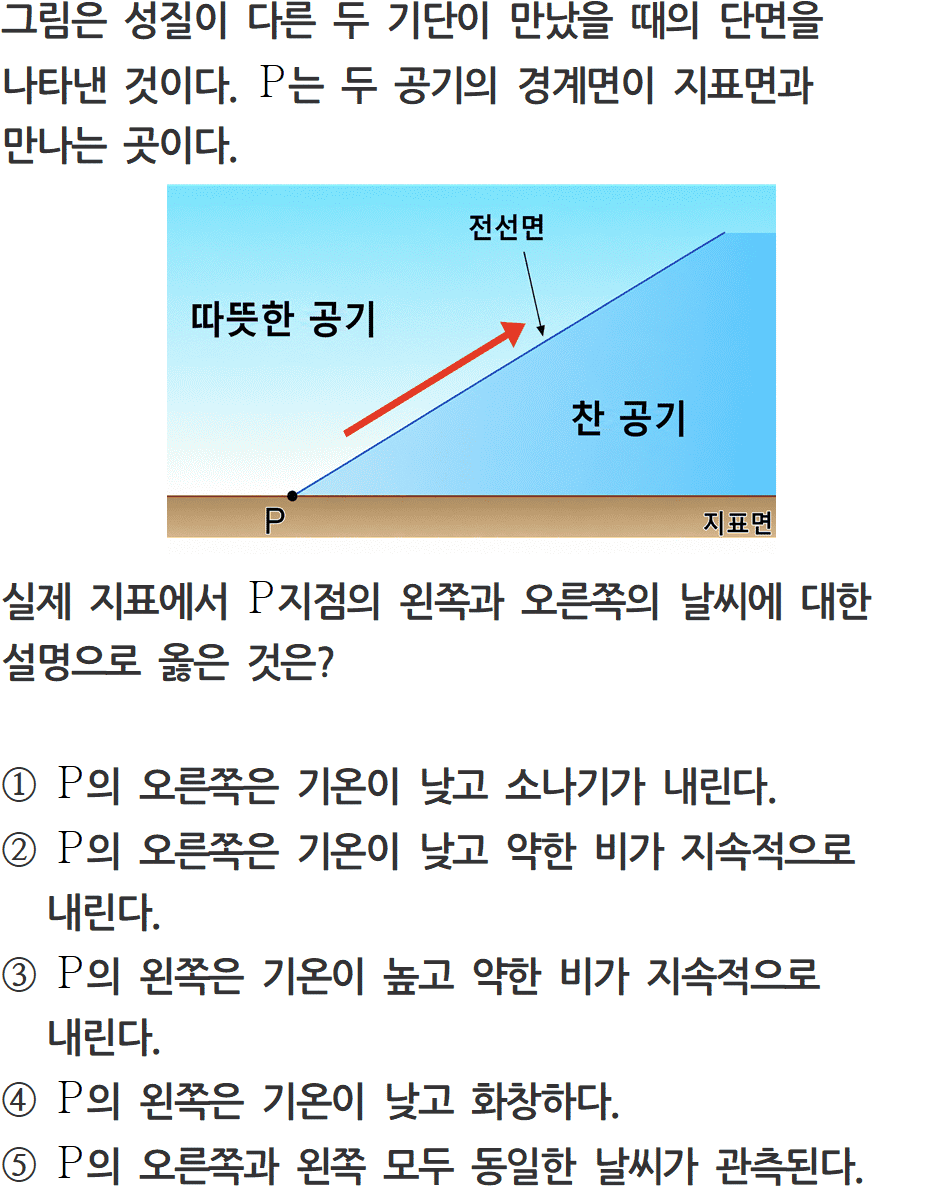 그림은 성질이 다른 두 기단이 만났을 때의 단면을
나타낸 것이다. P는 두 공기의 경계면이 지표면과
만나는 곳이다.
전선면
따뜻한 공기
찬 공기
P
지표면
실제 지표에서 P지점의 왼쪽과 오른쪽의 날씨에 대한
설명으로 옳은 것은?
① P의 오른쪽은 기온이 낮고 소나기가 내린다.
② P의 오른쪽은 기온이 낮고 약한 비가 지속적으로
내린다.
③ P의 왼쪽은 기온이 높고 약한 비가 지속적으로
내린다.
④ P의 왼쪽은 기온이 낮고 화창하다.
⑤ P의 오른쪽과 왼쪽 모두 동일한 날씨가 관측된다.